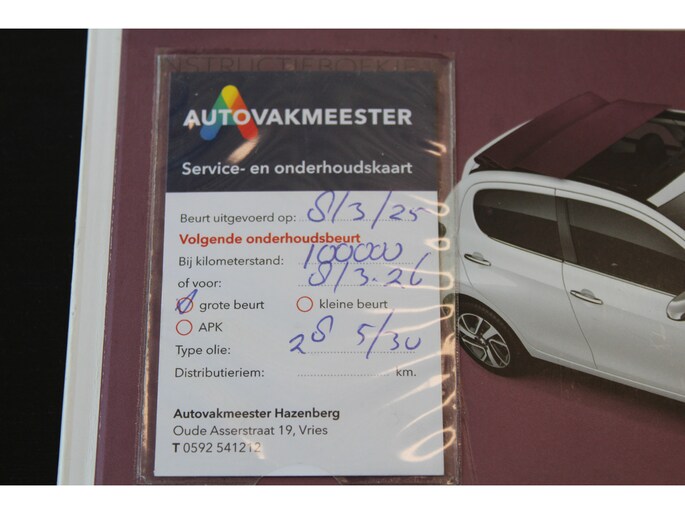 INSTRUCTIEBOEKJE
AUTOVAKMEESTER
Service- en onderhoudskaart
Beurt uitgevoerd op: 8/3/25
Volgende onderhoudsbeurt
Bij kilometerstand: 100000
of voor: 8/3-26
grote beurt kleine beurt
APK
Type olie: 28 5/30
Distributieriem: km.
Autovakmeester Hazenberg
Oude Asserstraat 19, Vries
T 0592 541212